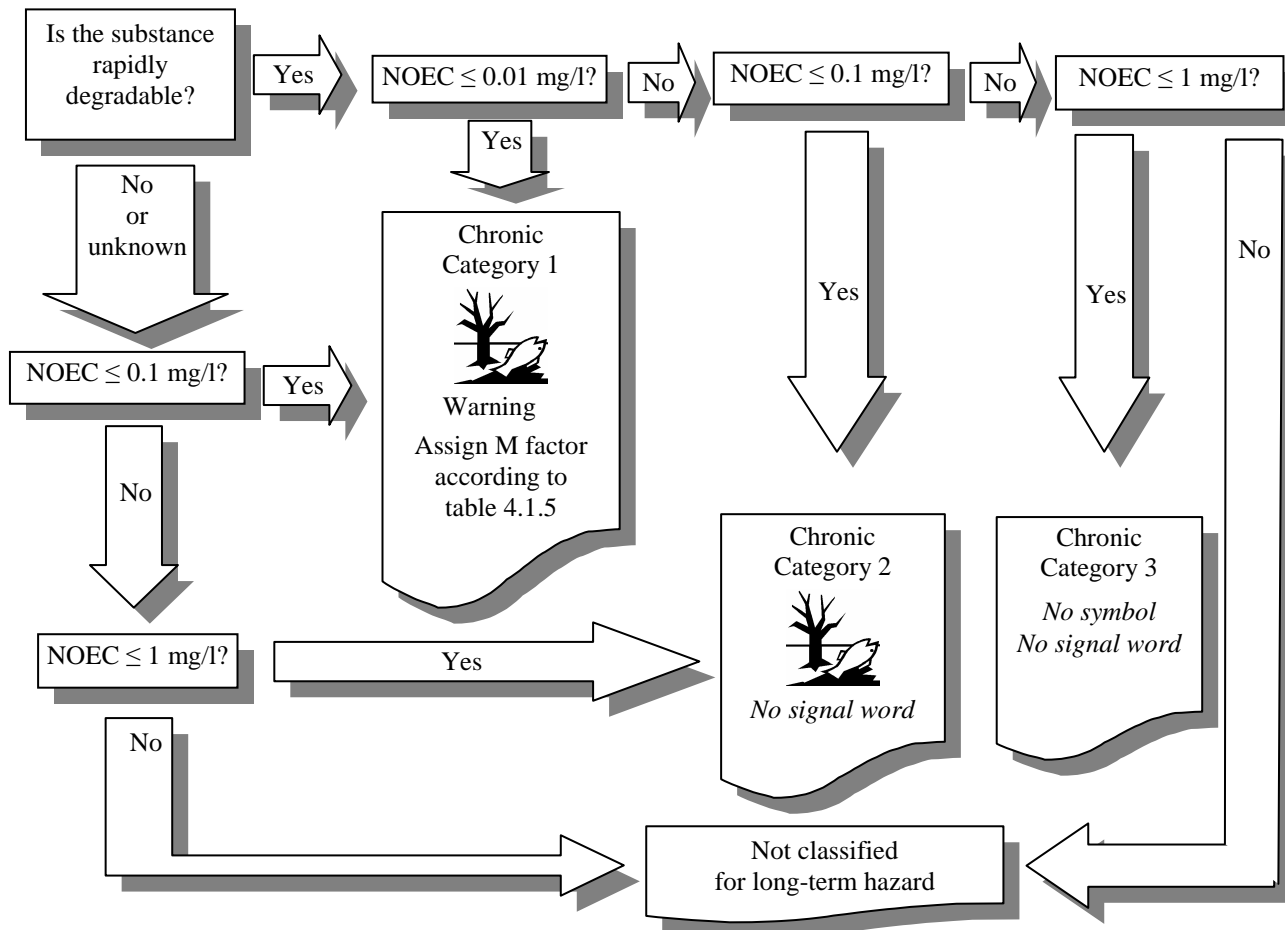 Is the substance
rapidly
degradable?
Yes
NOEC ≤ 0.01 mg/l?
No
NOEC ≤ 0.1 mg/l?
No
NOEC ≤ 1 mg/l?
No
or
unknown
Yes
Chronic
Category 1
Warning
Assign M factor
according to
table 4.1.5
Yes
Yes
No
NOEC ≤ 0.1 mg/l?
Yes
No
Chronic
Category 2
No signal word
Chronic
Category 3
No symbol
No signal word
NOEC ≤ 1 mg/l?
Yes
No
Not classified
for long-term hazard